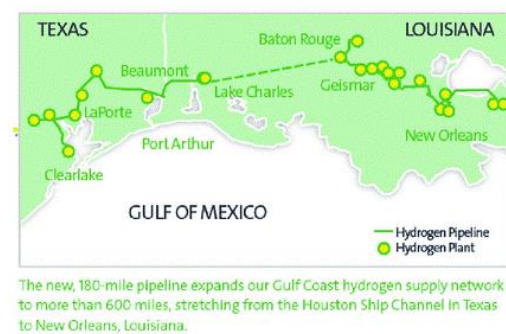 TEXAS
LOUISIANA
Baton Rouge
Beaumont
Lake Charles
Geismar
LaPorte
Port Arthur
New Orleans
Clearlake
GULF OF MEXICO
Hydrogen Pipeline
Hydrogen Plant
The new, 180-mile pipeline expands our Gulf Coast hydrogen supply network
to more than 600 miles, stretching from the Houston Ship Channel in Texas
to New Orleans, Louisiana.